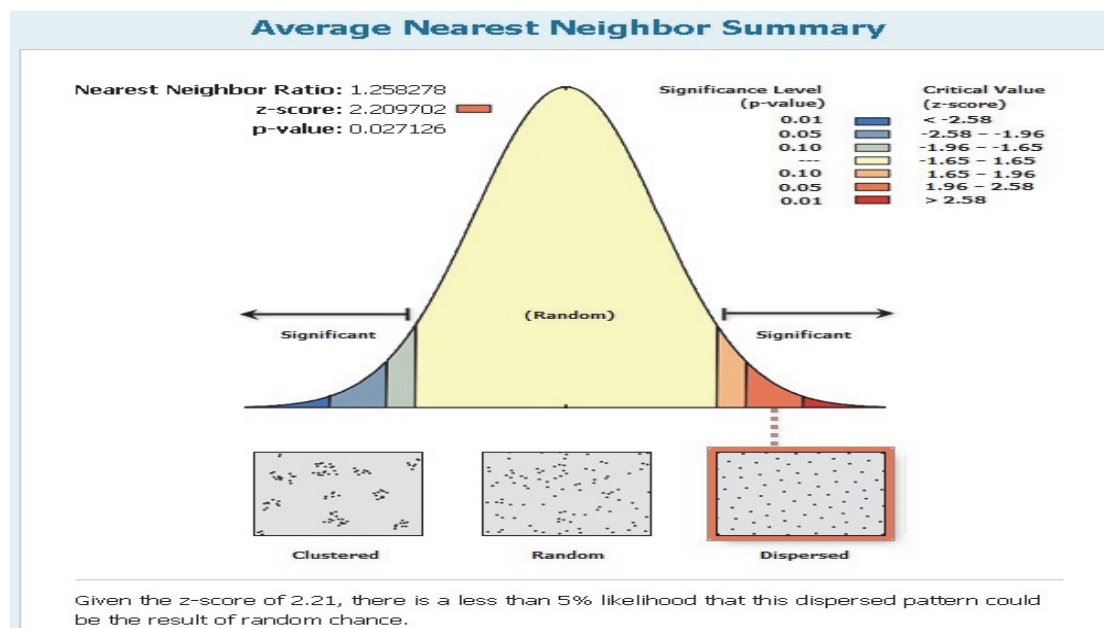 Average Nearest Neighbor Summary
Nearest Neighbor Ratio: 1.258278
z-score: 2.209702
p-value: 0.027126
Significance Level
(p-value)
Critical Value
(z-score)
0.01 < -2.58
0.05 -2.58 – -1.96
0.10 -1.96 – -1.65
--- -1.65 – 1.65
0.10 1.65 – 1.96
0.05 1.96 – 2.58
0.01 > 2.58
Significant
(Random)
Significant
Clustered
Random
Dispersed
Given the z-score of 2.21, there is a less than 5% likelihood that this dispersed pattern could
be the result of random chance.